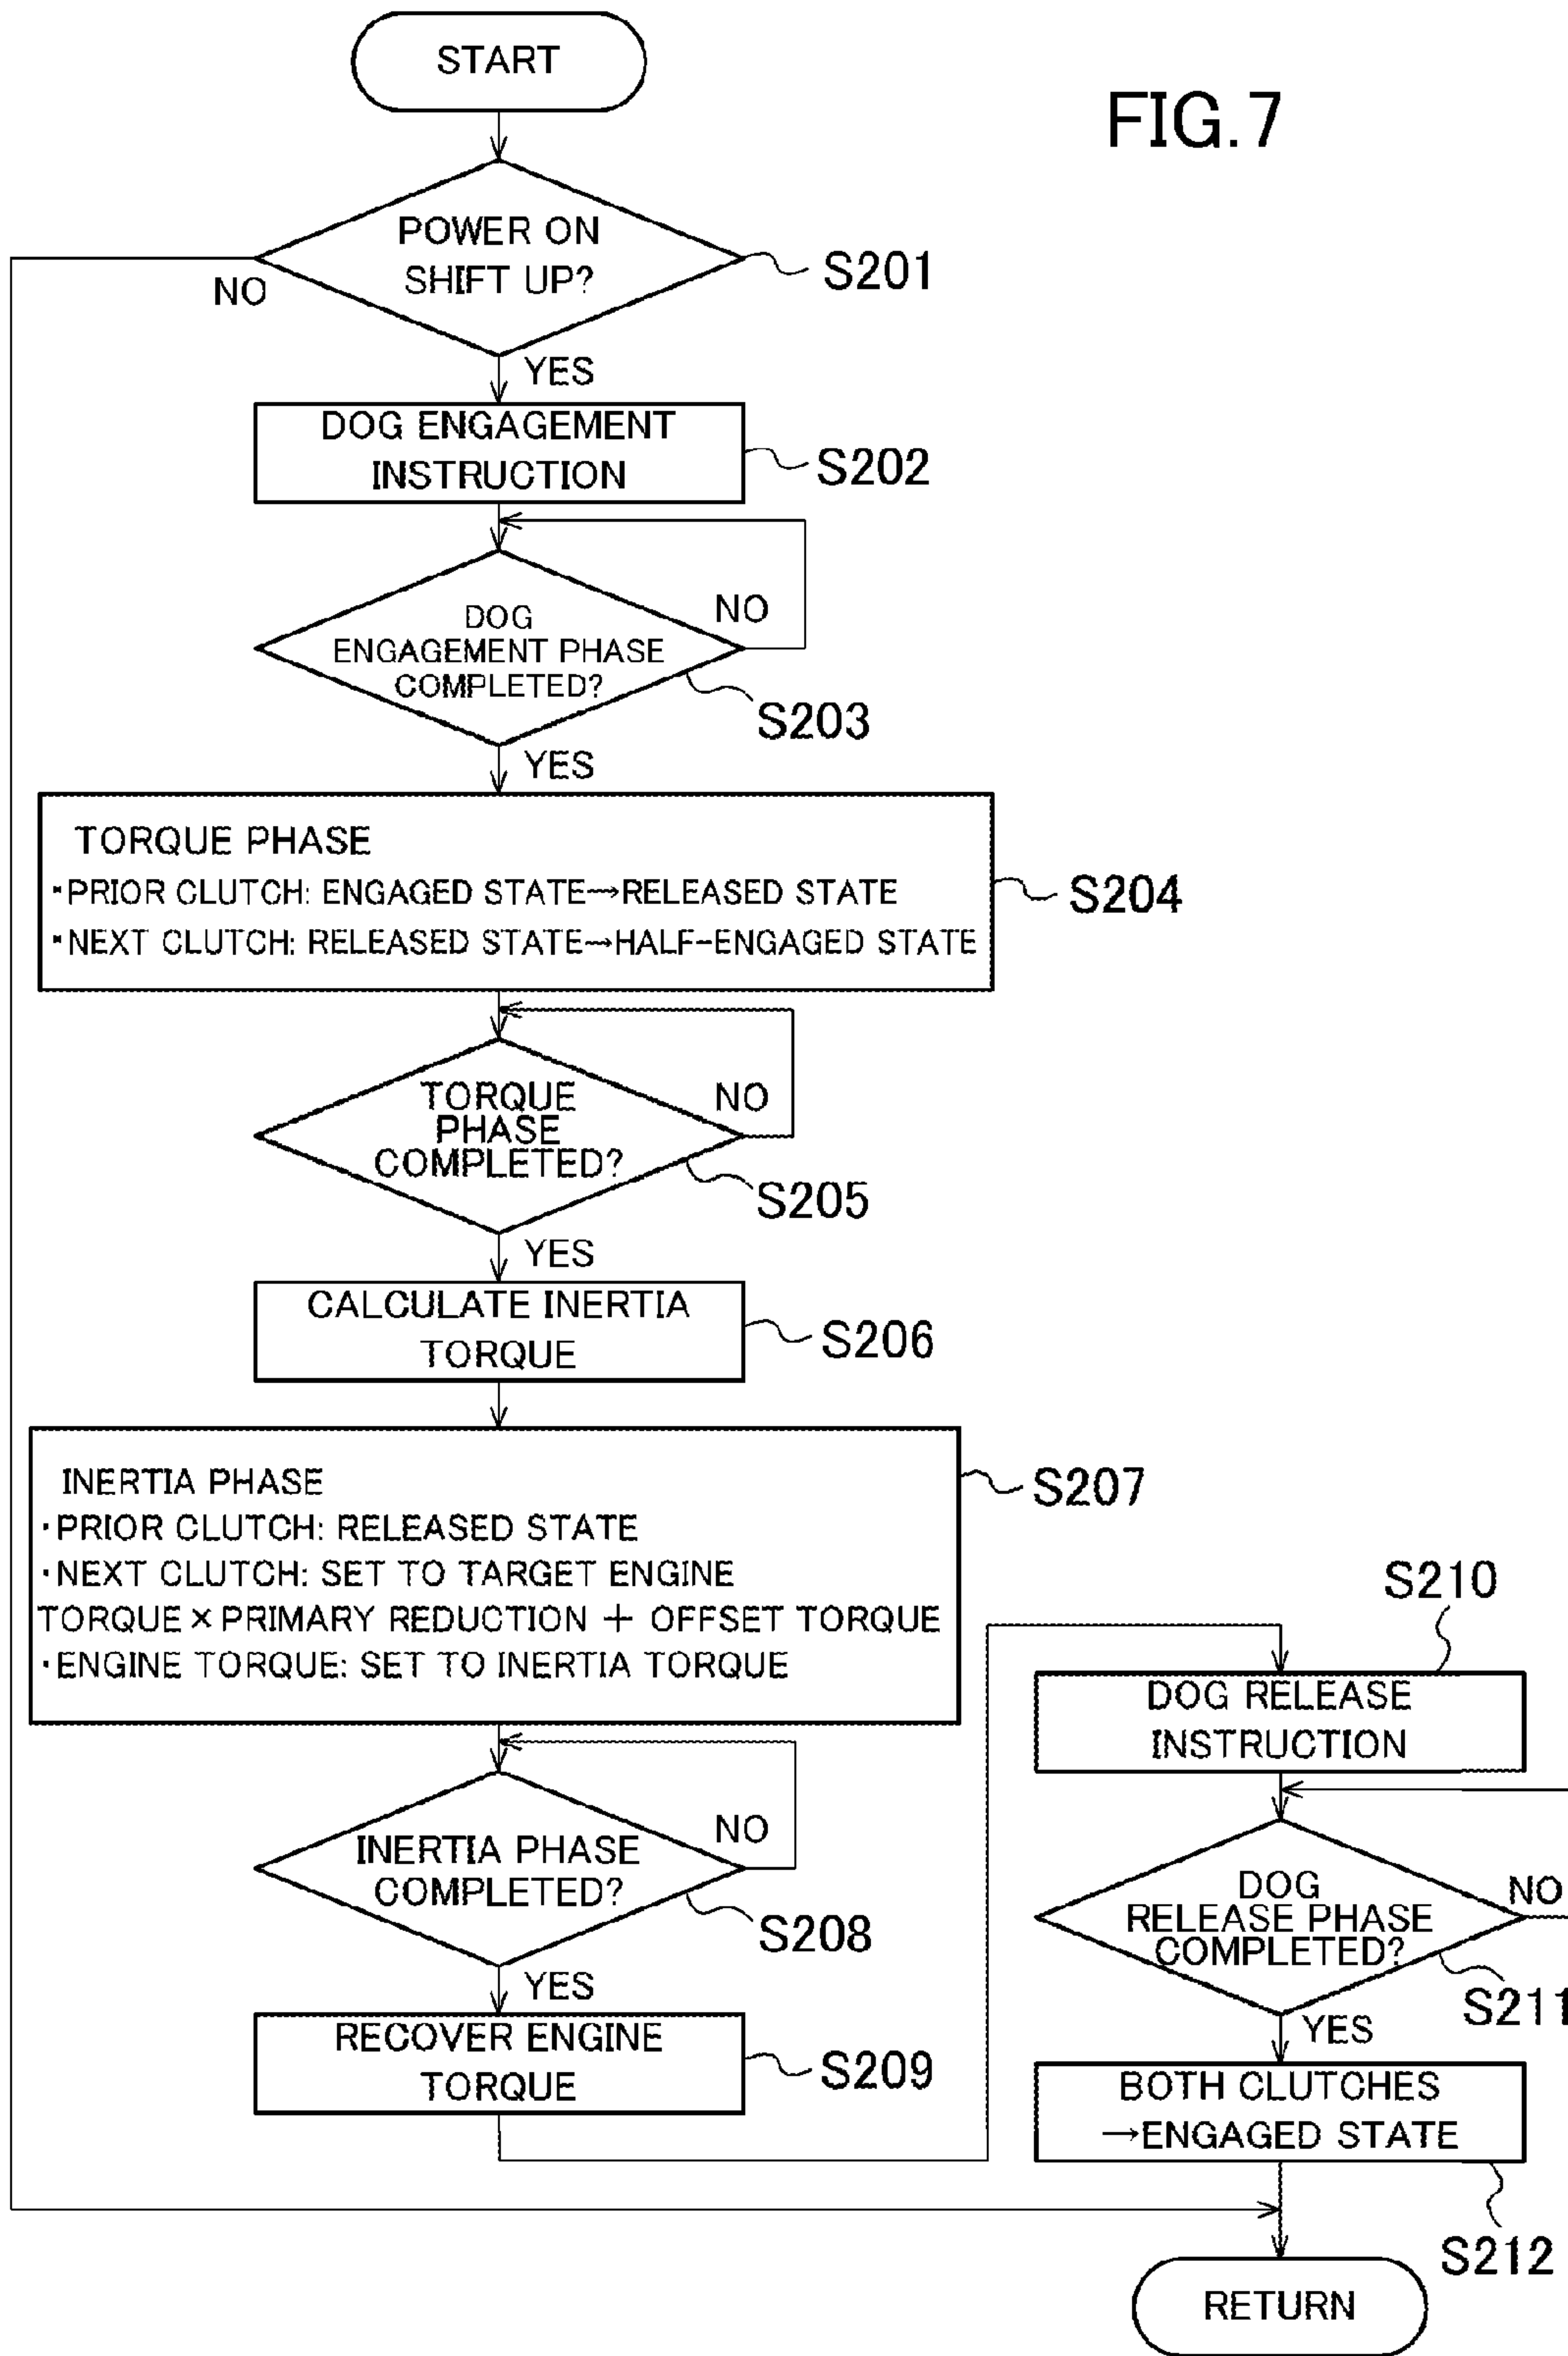 START
FIG.7
POWER ON
SHIFT UP?
S201
NO
YES
DOG ENGAGEMENT
INSTRUCTION
S202
DOG
ENGAGEMENT PHASE
COMPLETED?
NO
S203
YES
TORQUE PHASE
・PRIOR CLUTCH: ENGAGED STATE→RELEASED STATE
・NEXT CLUTCH: RELEASED STATE→HALF-ENGAGED STATE
S204
TORQUE
PHASE
COMPLETED?
NO
S205
YES
CALCULATE INERTIA
TORQUE
S206
INERTIA PHASE
・PRIOR CLUTCH: RELEASED STATE
・NEXT CLUTCH: SET TO TARGET ENGINE
TORQUE × PRIMARY REDUCTION + OFFSET TORQUE
・ENGINE TORQUE: SET TO INERTIA TORQUE
S207
INERTIA PHASE
COMPLETED?
NO
S208
YES
RECOVER ENGINE
TORQUE
S209
S210
DOG RELEASE
INSTRUCTION
DOG
RELEASE PHASE
COMPLETED?
NO
S211
YES
BOTH CLUTCHES
→ENGAGED STATE
S212
RETURN